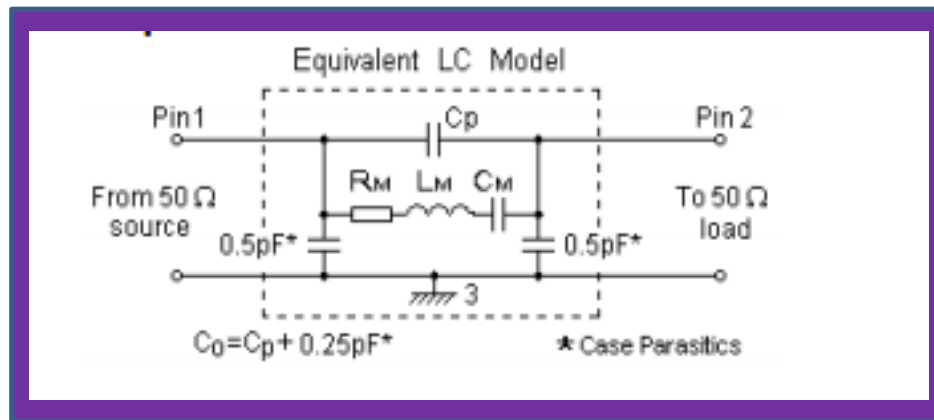 Equivalent LC Model
Pin1
Cp
Pin 2
RM LM CM
From 50 Ω
source
To 50 Ω
load
0.5pF*
0.5pF*
3
C0=Cp+ 0.25pF*
* Case Parasitics